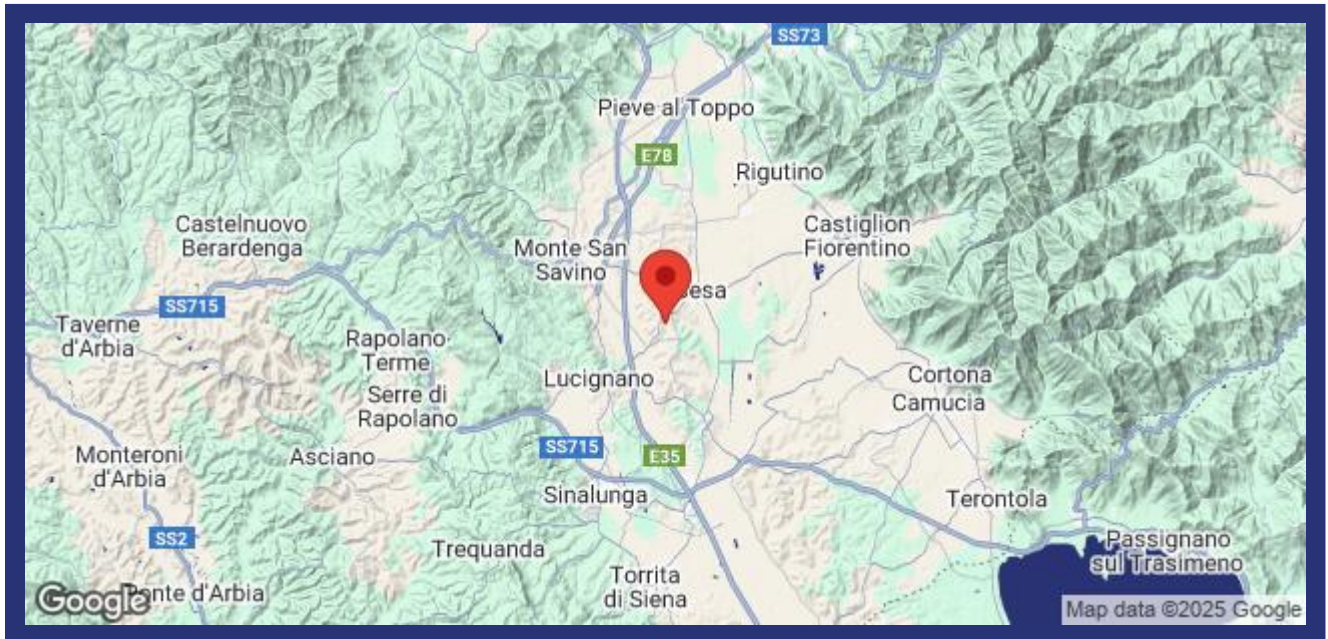 SS73
Pieve al Toppo
E78
Rigutino
Castelnuovo
Berardenga
Castiglion
Fiorentino
Monte San
Savino
SS715
Taverne
d'Arbia
Rapolano
Terme
Lucignano
Cortona
Camucia
Serre di
Rapolano
SS715
E35
Monteroni
d'Arbia
Asciano
Sinalunga
Terontola
SS2
Trequanda
Passignano
sul Trasimeno
Torrita
di Siena
Google
d'Arbia
Map data ©2025 Google